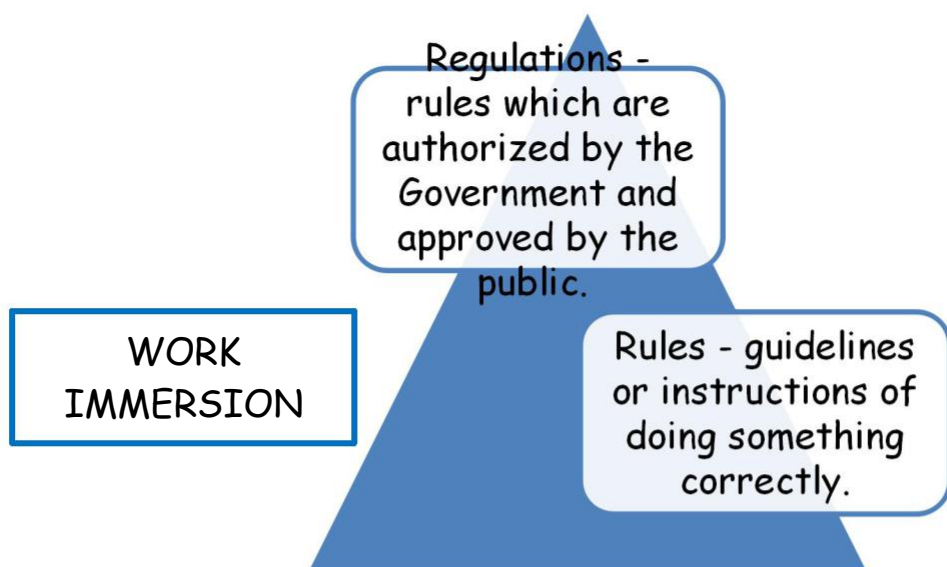 Regulations -
rules which are
authorized by the
Government and
approved by the
public.
WORK
IMMERSION
Rules - guidelines
or instructions of
doing something
correctly.